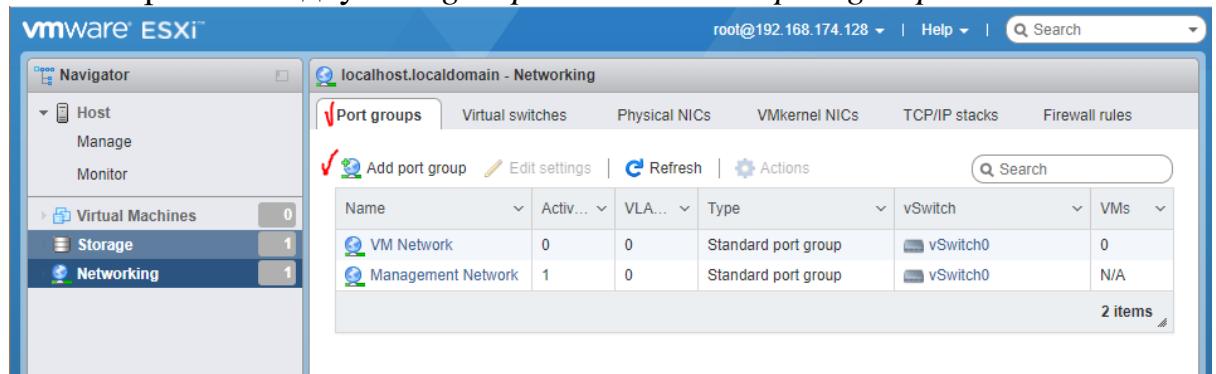 vmware ESXi™
root@192.168.174.128 | Help | Search
Navigator
localhost.localdomain - Networking
Host
Manage
Monitor
Virtual Machines 0
Storage 1
Networking 1
Port groups Virtual switches Physical NICs VMkernel NICs TCP/IP stacks Firewall rules
Add port group Edit settings | Refresh | Actions Search
Name Activ... VLA... Type vSwitch VMs
VM Network 0 0 Standard port group vSwitch0 0
Management Network 1 0 Standard port group vSwitch0 N/A
2 items